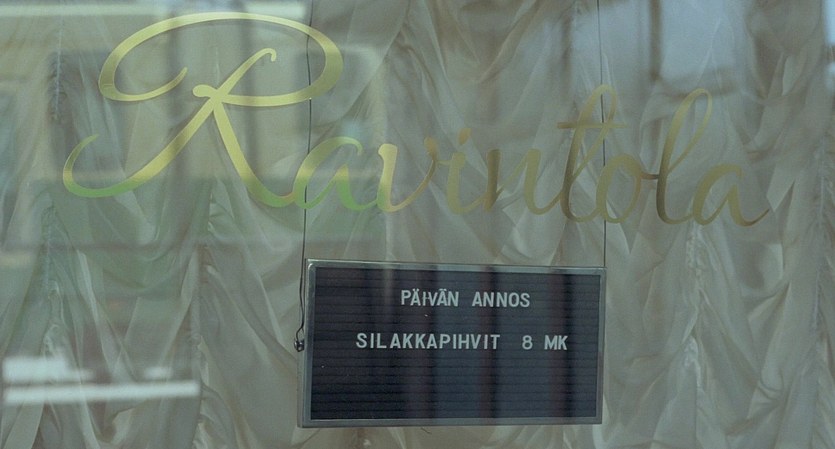 Ravintola
PÄIVÄN ANNOS
SILAKKAPIHVIT 8 MK